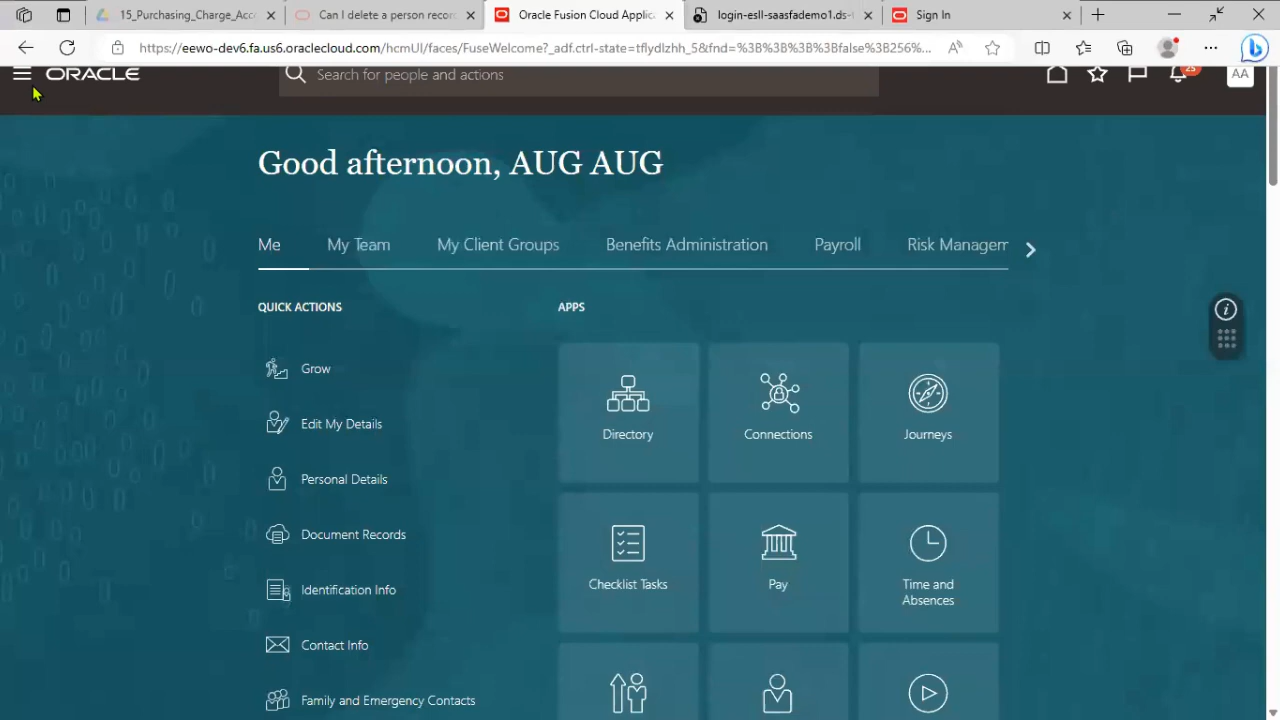 15_Purchasing_Charge_Acc
Can I delete a person recor
Oracle Fusion Cloud Applica
login-esll-saasfademo1.ds-
Sign In
https://eewo-dev6.fa.us6.oraclecloud.com/hcmUI/faces/FuseWelcome?_adf.ctrl-state=tflydlzhh_5&fnd=%3B%3B%3B%3Bfalse%3B256%...
ORACLE
Search for people and actions
25
AA
Good afternoon, AUG AUG
Me
My Team
My Client Groups
Benefits Administration
Payroll
Risk Managem
QUICK ACTIONS
APPS
Grow
Edit My Details
Personal Details
Document Records
Identification Info
Contact Info
Family and Emergency Contacts
Directory
Connections
Journeys
Checklist Tasks
Pay
Time and
Absences